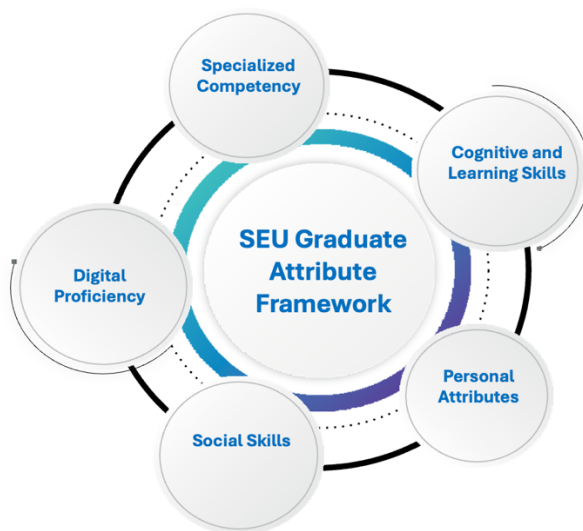 Specialized
Competency
Cognitive and
Learning Skills
SEU Graduate
Attribute
Framework
Digital
Proficiency
Personal
Attributes
Social Skills